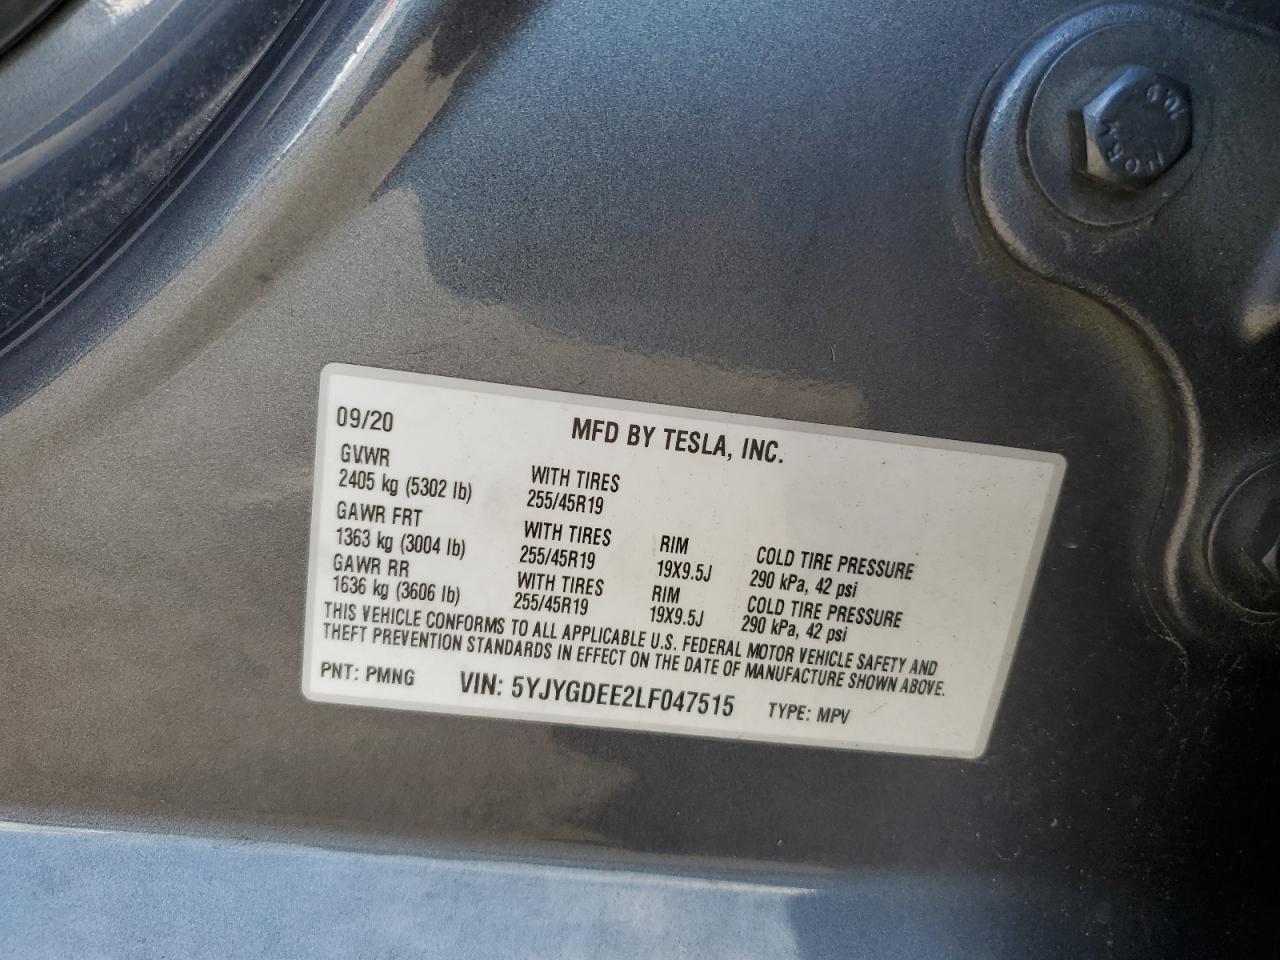 10.9
NORM
09/20 MFD BY TESLA, INC.
GVWR
2405 kg (5302 lb) WITH TIRES 255/45R19
GAWR FRT
1363 kg (3004 lb) WITH TIRES 255/45R19 RIM 19X9.5J COLD TIRE PRESSURE 290 kPa, 42 psi
GAWR RR
1636 kg (3606 lb) WITH TIRES 255/45R19 RIM 19X9.5J COLD TIRE PRESSURE 290 kPa, 42 psi
THIS VEHICLE CONFORMS TO ALL APPLICABLE U.S. FEDERAL MOTOR VEHICLE SAFETY AND
THEFT PREVENTION STANDARDS IN EFFECT ON THE DATE OF MANUFACTURE SHOWN ABOVE.
PNT: PMNG VIN: 5YJYGDEE2LF047515 TYPE: MPV